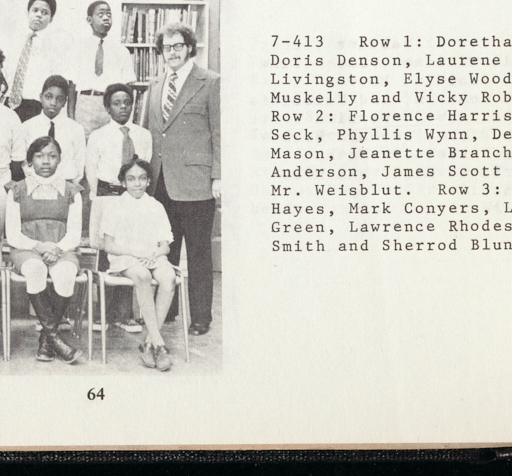 7-413 Row 1: Doretha
Doris Denson, Laurene
Livingston, Elyse Wood
Muskelly and Vicky Rob
Row 2: Florence Harris
Seck, Phyllis Wynn, De
Mason, Jeanette Branch
Anderson, James Scott
Mr. Weisblut. Row 3:
Hayes, Mark Conyers, L
Green, Lawrence Rhodes
Smith and Sherrod Blun
64